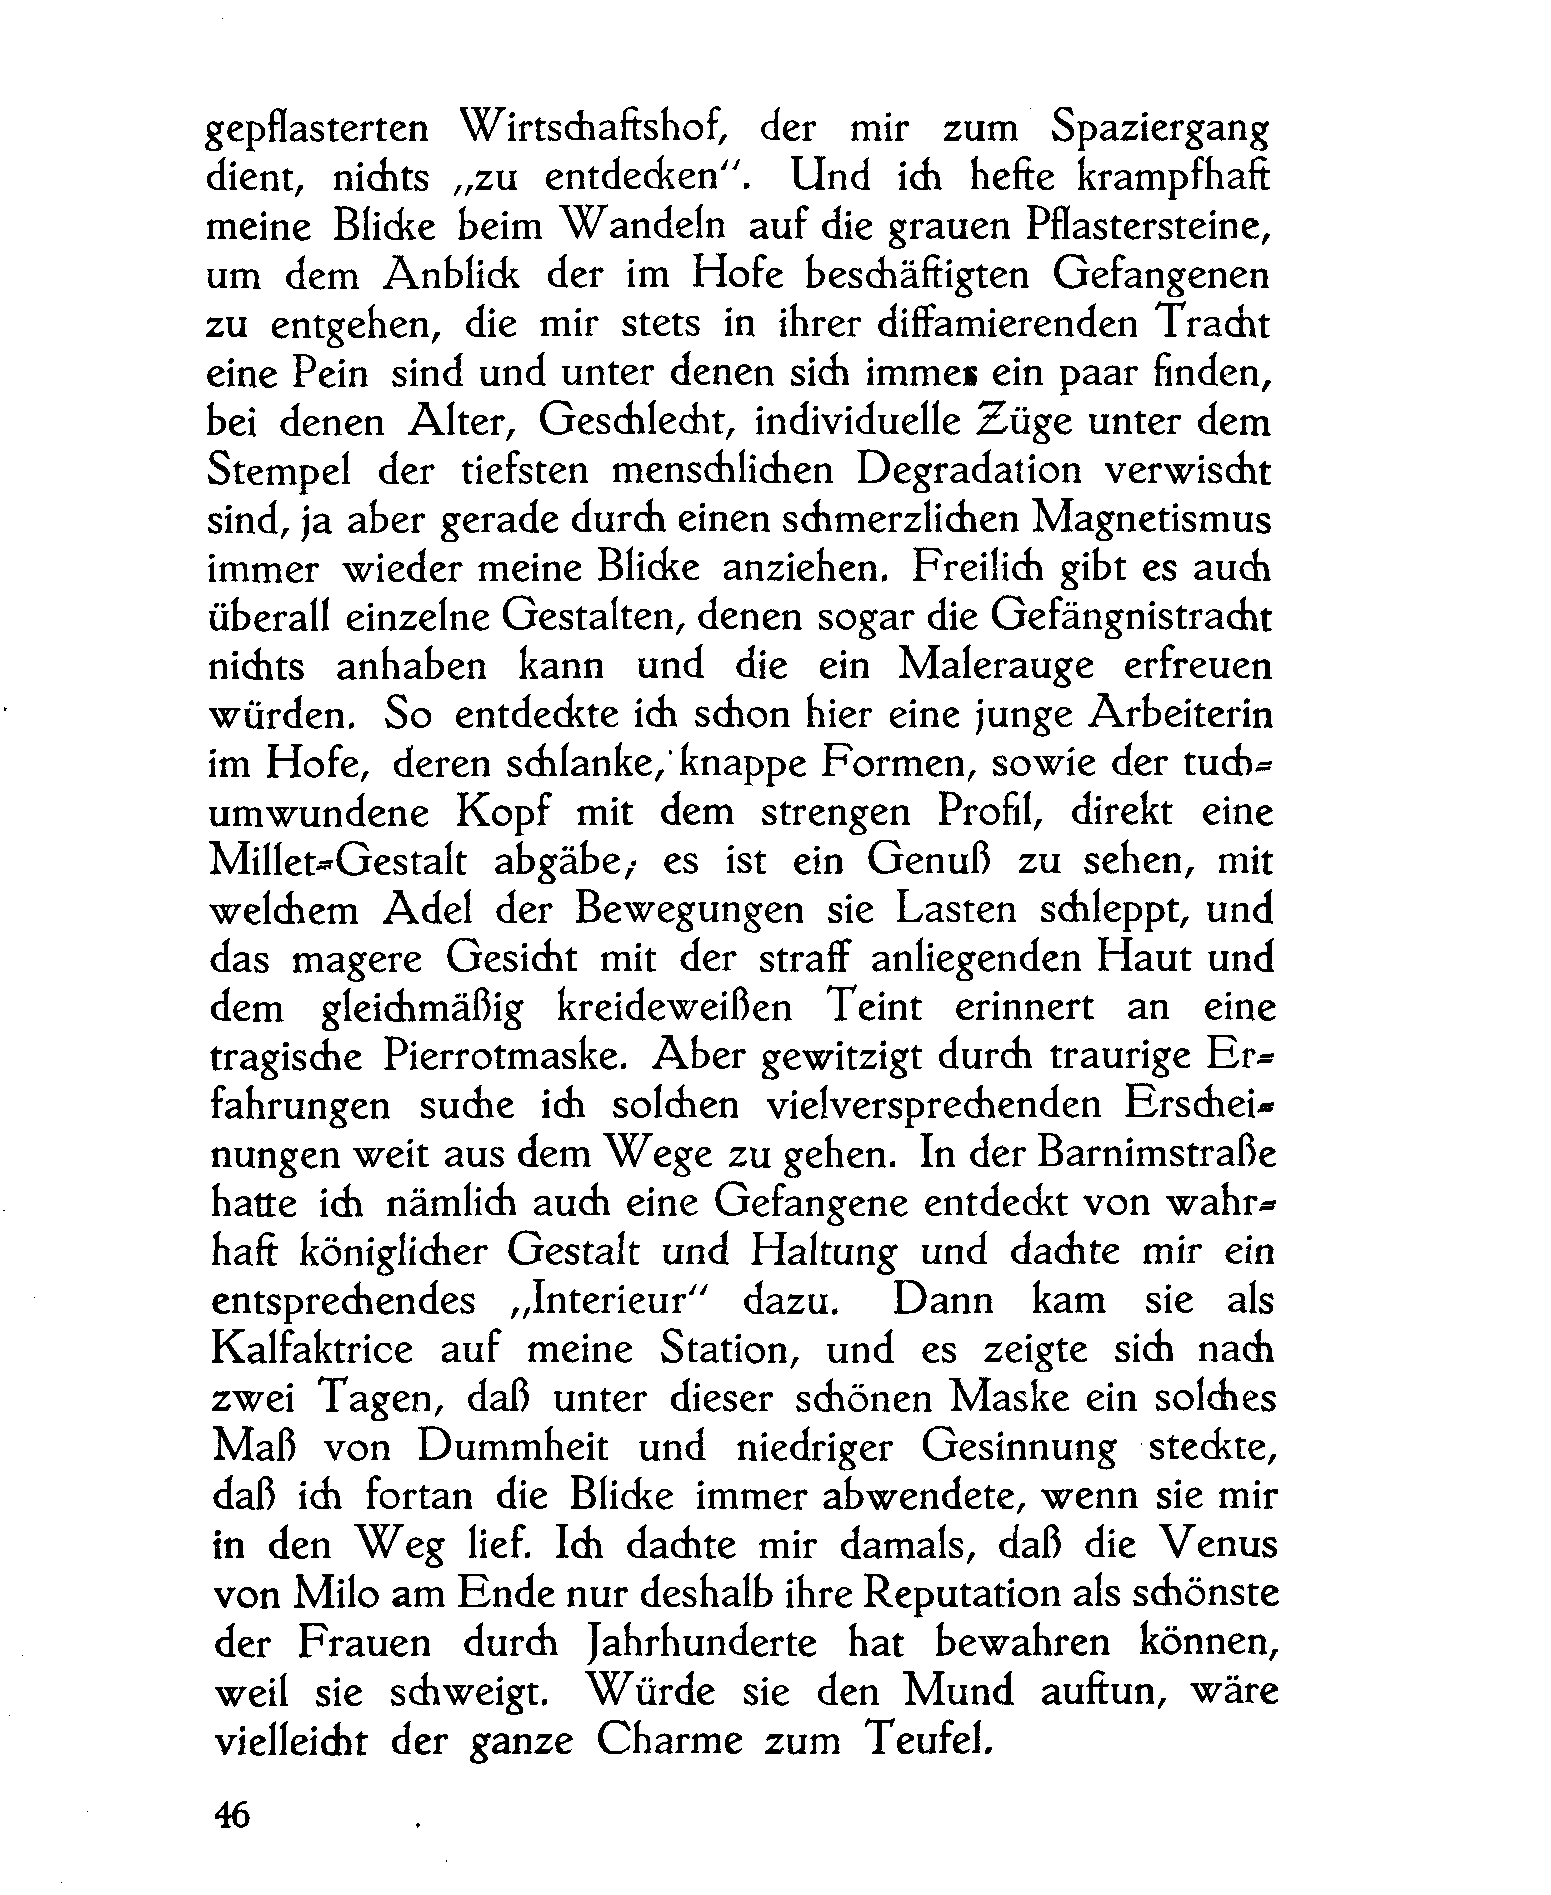 gepflasterten Wirtschaftshof, der mir zum Spaziergang
dient, nichts „zu entdecken“. Und ich hefte krampfhaft
meine Blicke beim Wandeln auf die grauen Pflastersteine,
um dem Anblick der im Hofe beschäftigten Gefangenen
zu entgehen, die mir stets in ihrer diffamierenden Tracht
eine Pein sind und unter denen sich immer ein paar finden,
bei denen Alter, Geschlecht, individuelle Züge unter dem
Stempel der tiefsten menschlichen Degradation verwischt
sind, ja aber gerade durch einen schmerzlichen Magnetismus
immer wieder meine Blicke anziehen. Freilich gibt es auch
überall einzelne Gestalten, denen sogar die Gefängnistracht
nichts anhaben kann und die ein Malerauge erfreuen
würden. So entdeckte ich schon hier eine junge Arbeiterin
im Hofe, deren schlanke, knappe Formen, sowie der tuch-
umwundene Kopf mit dem strengen Profil, direkt eine
Millet-Gestalt abgäbe; es ist ein Genuß zu sehen, mit
welchem Adel der Bewegungen sie Lasten schleppt, und
das magere Gesicht mit der straff anliegenden Haut und
dem gleichmäßig kreideweißen Teint erinnert an eine
tragische Pierrotmaske. Aber gewitzigt durch traurige Er-
fahrungen suche ich solchen vielversprechenden Erschei-
nungen weit aus dem Wege zu gehen. In der Barnimstraße
hatte ich nämlich auch eine Gefangene entdeckt von wahr-
haft königlicher Gestalt und Haltung und dachte mir ein
entsprechendes „Interieur“ dazu. Dann kam sie als
Kalfaktrice auf meine Station, und es zeigte sich nach
zwei Tagen, daß unter dieser schönen Maske ein solches
Maß von Dummheit und niedriger Gesinnung steckte,
daß ich fortan die Blicke immer abwendete, wenn sie mir
in den Weg lief. Ich dachte mir damals, daß die Venus
von Milo am Ende nur deshalb ihre Reputation als schönste
der Frauen durch Jahrhunderte hat bewahren können,
weil sie schweigt. Würde sie den Mund auftun, wäre
vielleicht der ganze Charme zum Teufel.
46